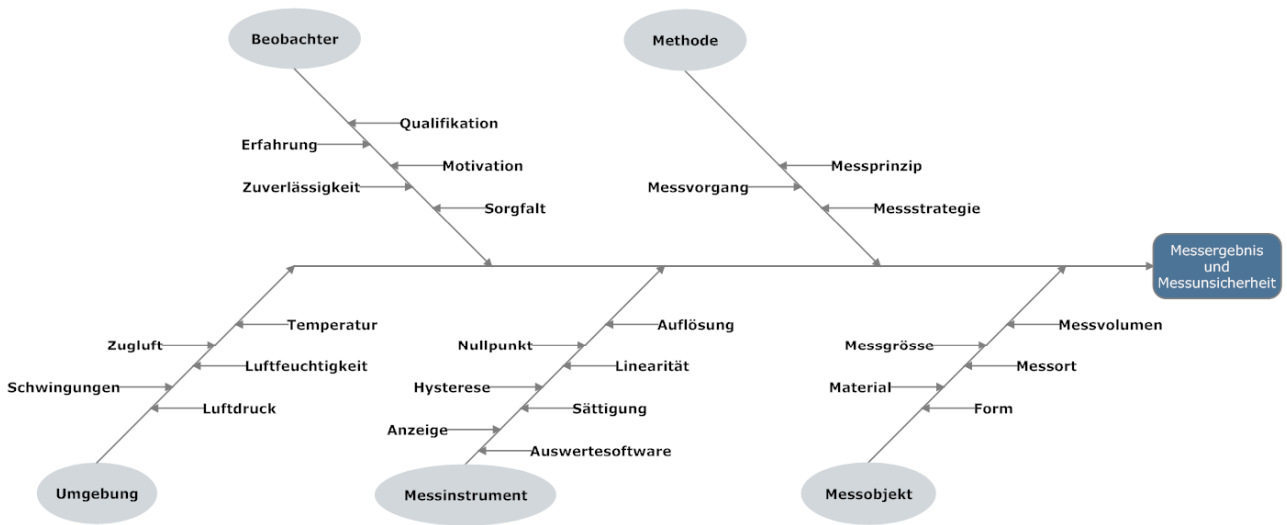 Beobachter
Methode
Qualifikation
Erfahrung
Motivation
Messprinzip
Zuverlässigkeit
Messvorgang
Sorgfalt
Messstrategie
Messergebnis
und
Messunsicherheit
Temperatur
Auflösung
Messvolumen
Zugluft
Nullpunkt
Messgrösse
Luftfeuchtigkeit
Linearität
Messort
Schwingungen
Hysterese
Material
Luftdruck
Sättigung
Form
Anzeige
Auswertesoftware
Umgebung
Messinstrument
Messobjekt